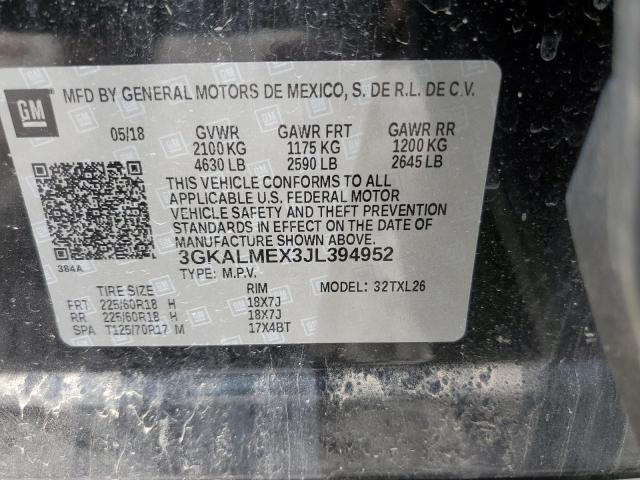 GM
MFD BY GENERAL MOTORS DE MEXICO, S. DE R.L. DE C.V.
05/18 GVWR GAWR FRT GAWR RR
2100 KG 1175 KG 1200 KG
4630 LB 2590 LB 2645 LB
THIS VEHICLE CONFORMS TO ALL
APPLICABLE U.S. FEDERAL MOTOR
VEHICLE SAFETY AND THEFT PREVENTION
STANDARDS IN EFFECT ON THE DATE OF
MANUFACTURE SHOWN ABOVE.
3GKALMEX3JL394952
384A TYPE: M.P.V.
TIRE SIZE RIM MODEL: 32TXL26
FRT 225/60R18 H 18X7J
RR 225/60R18 H 18X7J
SPA T125/70R17 M 17X4BT